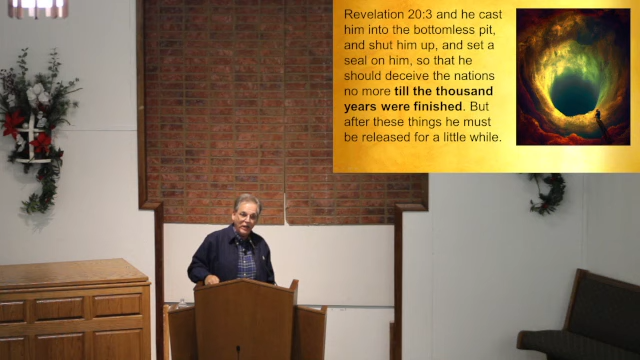 Revelation 20:3 and he cast
him into the bottomless pit,
and shut him up, and set a
seal on him, so that he
should deceive the nations
no more till the thousand
years were finished. But
after these things he must
be released for a little while.